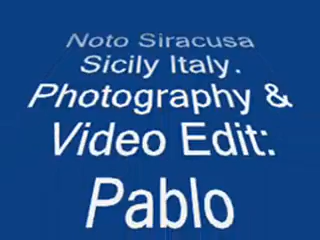 Noto Siracusa
Sicily Italy.
Photography &
Video Edit:
Pablo